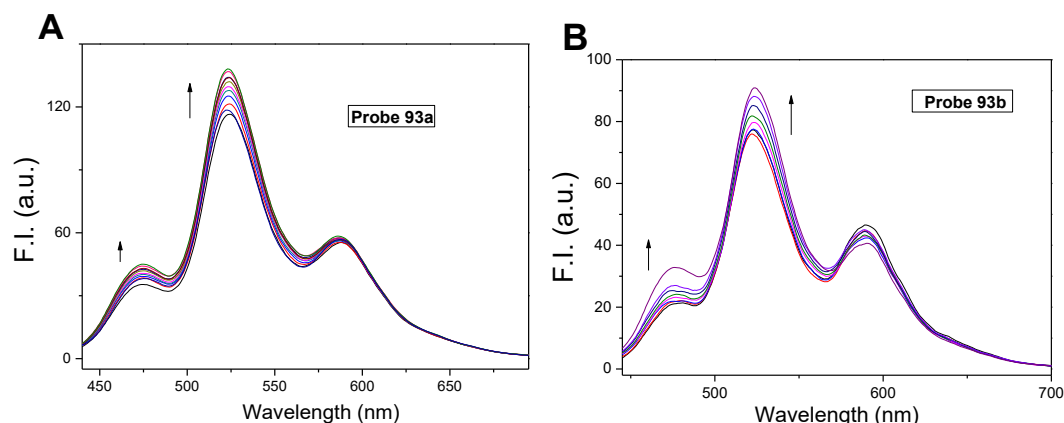 A
F.I. (a.u.)
120
60
0
Probe 93a
450 500 550 600 650
Wavelength (nm)
B
F.I. (a.u.)
100
80
60
40
20
0
Probe 93b
500 600 700
Wavelength (nm)